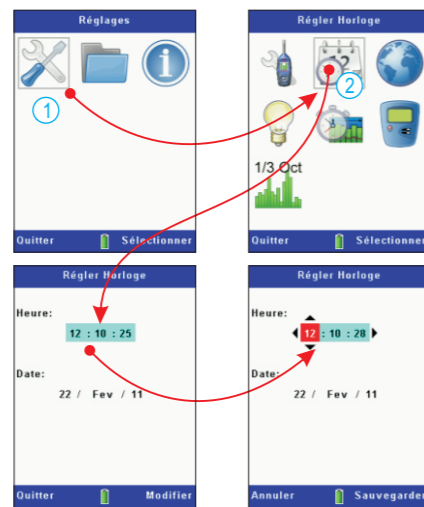 Réglages
1
Quitter Sélectionner
Régler Horloge
2
12
1/3 Oct
Quitter Sélectionner
Régler Horloge
Heure:
12 : 10 : 25
Date:
22 / Fev / 11
Quitter Modifier
Régler Horloge
Heure:
12 : 10 : 28
Date:
22 / Fev / 11
Annuler Sauvegarder